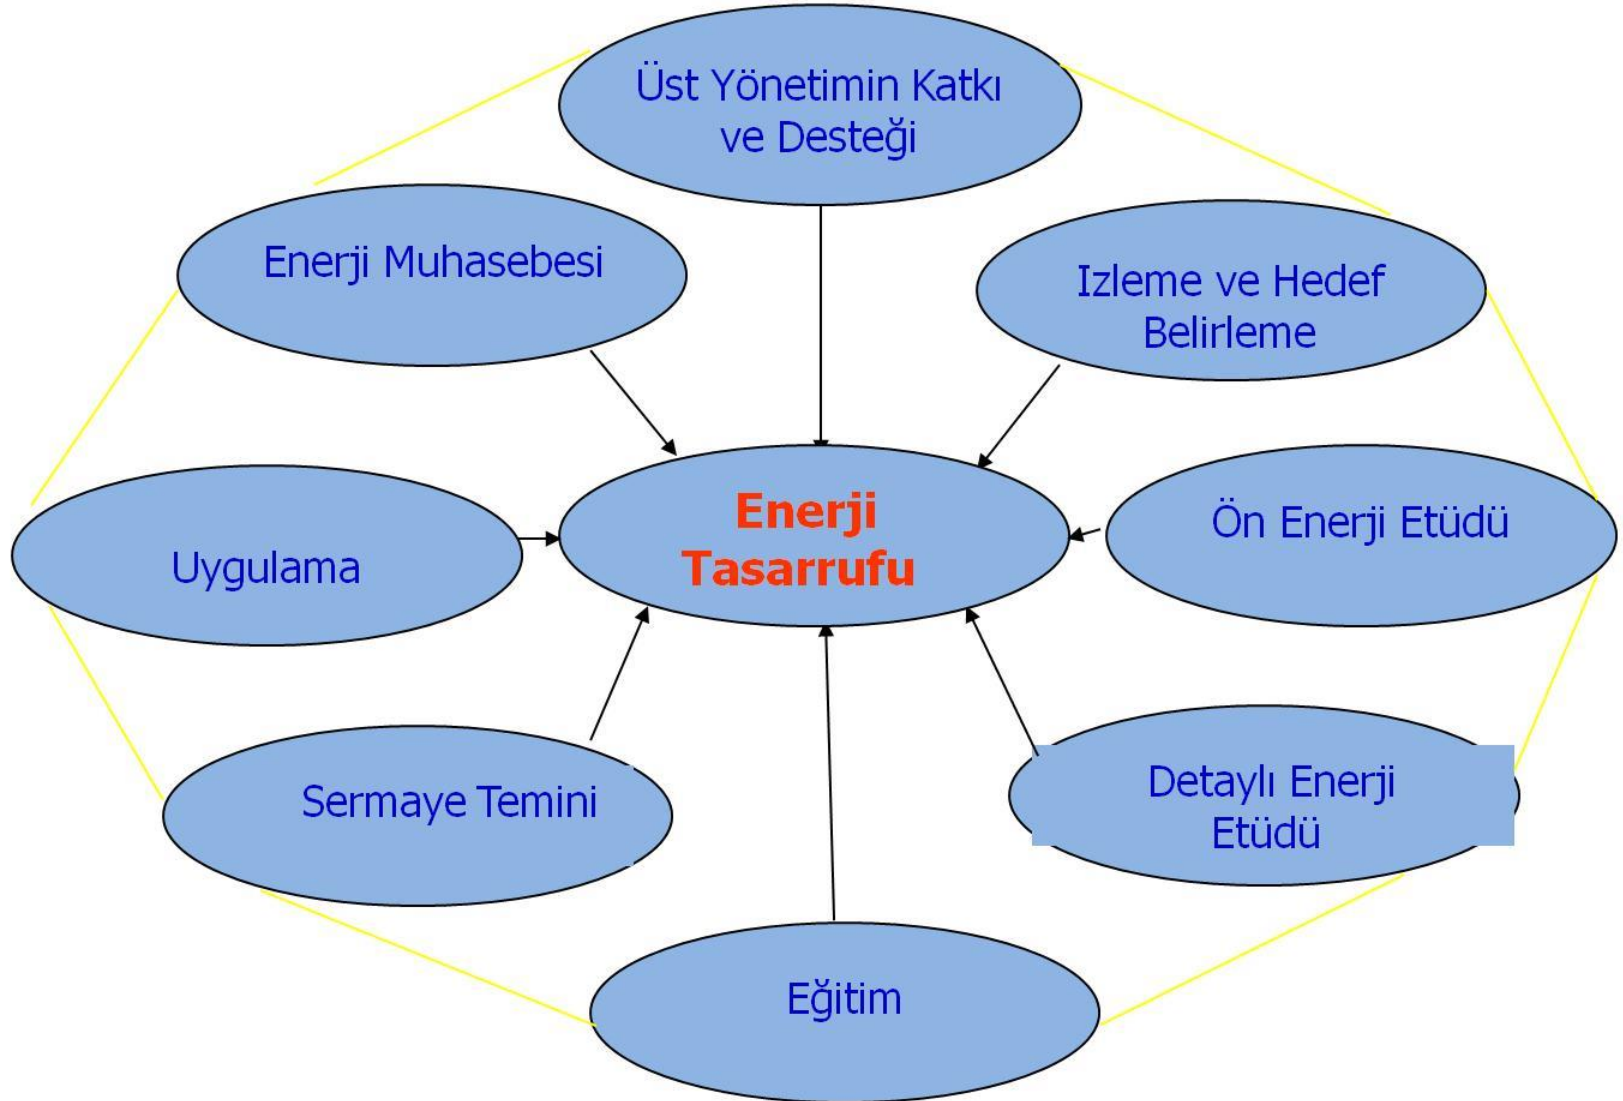 Üst Yönetimin Katkı
ve Desteği
Enerji Muhasebesi
Izleme ve Hedef
Belirleme
Enerji
Tasarrufu
Ön Enerji Etüdü
Uygulama
Sermaye Temini
Detaylı Enerji
Etüdü
Eğitim